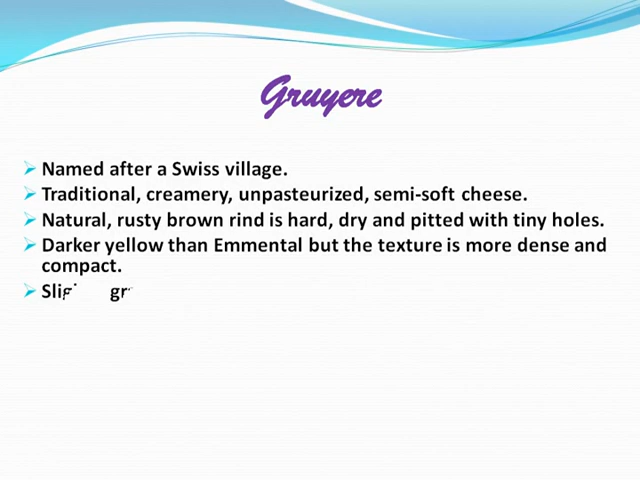 Gruyere
Named after a Swiss village.
Traditional, creamery, unpasteurized, semi-soft cheese.
Natural, rusty brown rind is hard, dry and pitted with tiny holes.
Darker yellow than Emmental but the texture is more dense and
compact.